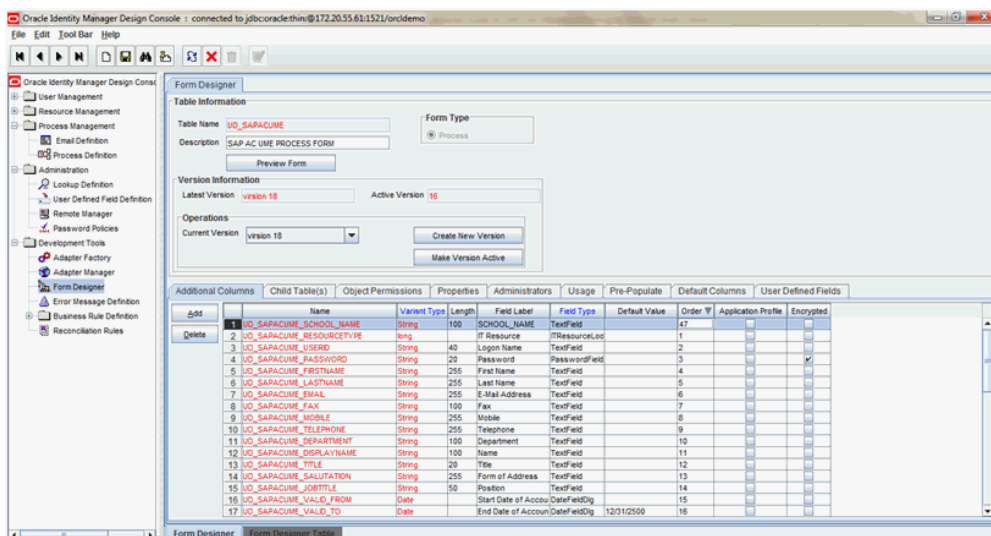 Oracle Identity Manager Design Console : connected to jdbc:oracle:thin:@172.20.55.61:1521/orcldemo
File Edit Tool Bar Help
Oracle Identity Manager Design Conso
User Management
Resource Management
Process Management
Email Definition
Process Definition
Administration
Lookup Definition
User Defined Field Definition
Remote Manager
Password Policies
Development Tools
Adapter Factory
Adapter Manager
Form Designer
Error Message Definition
Business Rule Definition
Reconciliation Rules
Form Designer
Table Information
Table Name UD_SAPACUME
Form Type
Process
Description SAP AC UME PROCESS FORM
Preview Form
Version Information
Latest Version virsion 18 Active Version 16
Operations
Current Version virsion 18 Create New Version
Make Version Active
Additional Columns Child Table(s) Object Permissions Properties Administrators Usage Pre-Populate Default Columns User Defined Fields
Add
Delete
Name Variant Type Length Field Label Field Type Default Value Order Application Profile Encrypted
1 UD_SAPACUME_SCHOOL_NAME String 100 SCHOOL_NAME TextField 47
2 UD_SAPACUME_RESOURCETYPE long IT Resource ITResourceLoo 1
3 UD_SAPACUME_USERID String 40 Logon Name TextField 2
4 UD_SAPACUME_PASSWORD String 20 Password PasswordField 3
5 UD_SAPACUME_FIRSTNAME String 255 First Name TextField 4
6 UD_SAPACUME_LASTNAME String 255 Last Name TextField 5
7 UD_SAPACUME_EMAIL String 255 E-Mail Address TextField 6
8 UD_SAPACUME_FAX String 100 Fax TextField 7
9 UD_SAPACUME_MOBILE String 255 Mobile TextField 8
10 UD_SAPACUME_TELEPHONE String 255 Telephone TextField 9
11 UD_SAPACUME_DEPARTMENT String 100 Department TextField 10
12 UD_SAPACUME_DISPLAYNAME String 100 Name TextField 11
13 UD_SAPACUME_TITLE String 20 Title TextField 12
14 UD_SAPACUME_SALUTATION String 255 Form of Address TextField 13
15 UD_SAPACUME_JOBTITLE String 50 Position TextField 14
16 UD_SAPACUME_VALID_FROM Date Start Date of Accou DateFieldDlg 15
17 UD_SAPACUME_VALID_TO Date End Date of Accoun DateFieldDlg 12/31/2500 16
Form Designer Form Designer Table